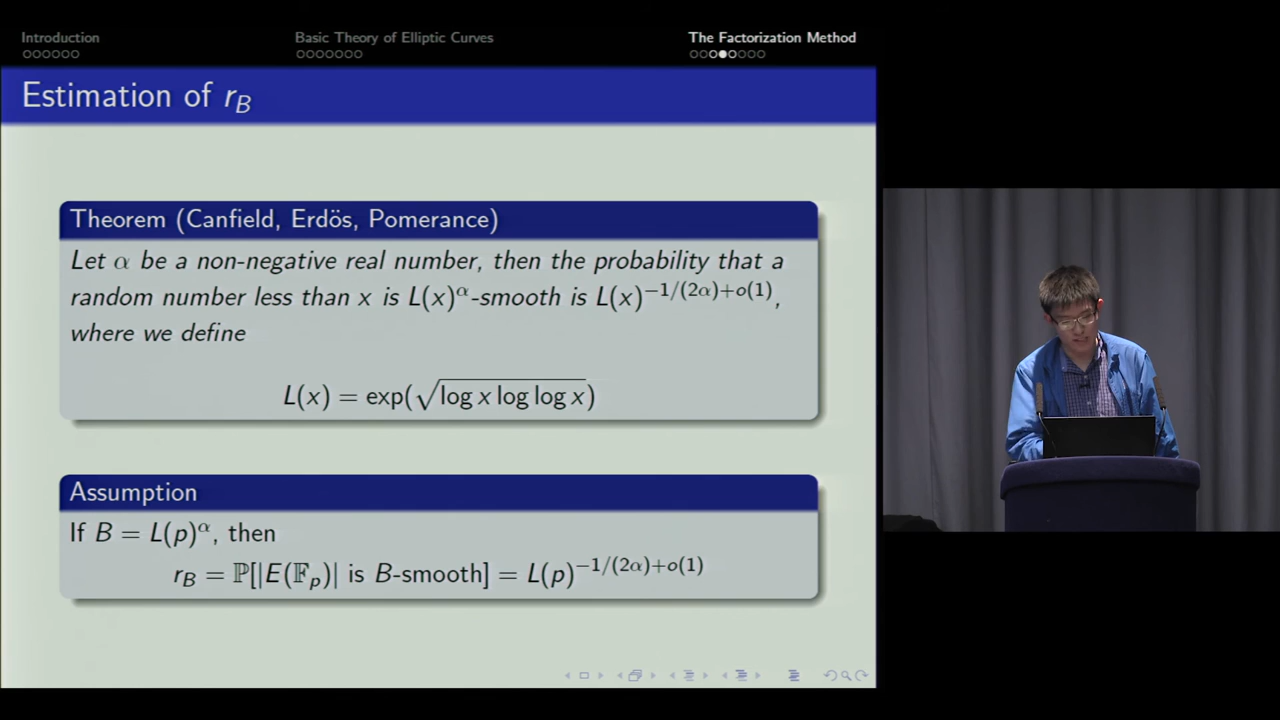 Introduction
Basic Theory of Elliptic Curves
The Factorization Method
Estimation of r_B
Theorem (Canfield, Erdös, Pomerance)
Let α be a non-negative real number, then the probability that a
random number less than x is L(x)^α-smooth is L(x)^{-1/(2α)+o(1)},
where we define
L(x) = exp(√(log x log log x))
Assumption
If B = L(p)^α, then
r_B = ℙ[|E(𝔽_p)| is B-smooth] = L(p)^{-1/(2α)+o(1)}